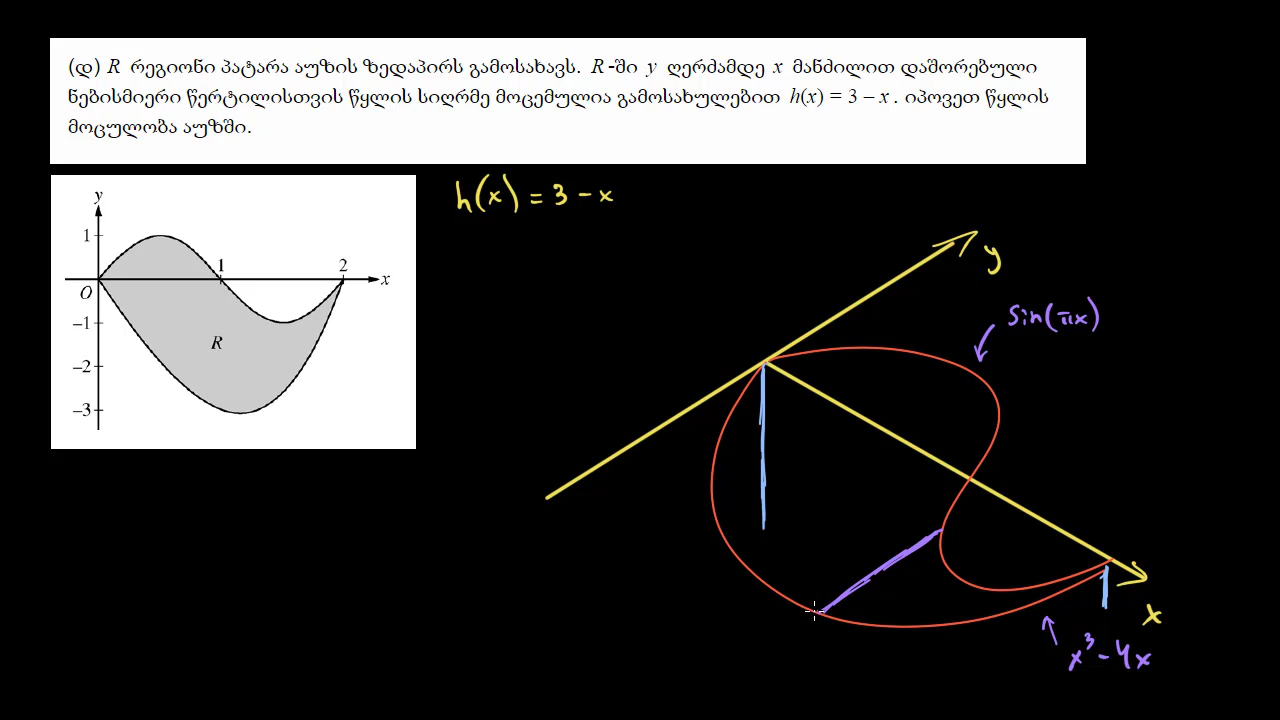 (დ) R რეგიონი პატარა აუზის ზედაპირს გამოსახავს. R-ში y ღერძამდე x მანძილით დაშორებული
ნებისმიერი წერტილისთვის წყლის სიღრმე მოცემულია გამოსახულებით h(x) = 3 – x. იპოვეთ წყლის
მოცულობა აუზში.
h(x) = 3 - x
y
1
1
2
x
O
–1
R
–2
–3
y
sin(πx)
x
x³ - 4x